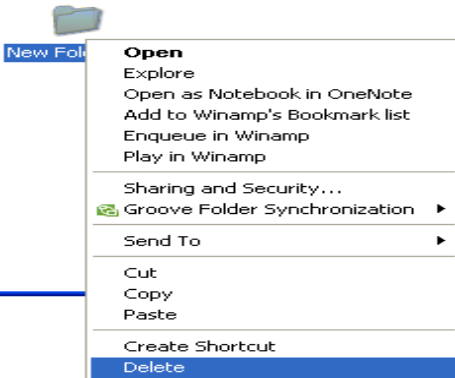 New Fol
Open
Explore
Open as Notebook in OneNote
Add to Winamp's Bookmark list
Enqueue in Winamp
Play in Winamp
Sharing and Security...
Groove Folder Synchronization
Send To
Cut
Copy
Paste
Create Shortcut
Delete